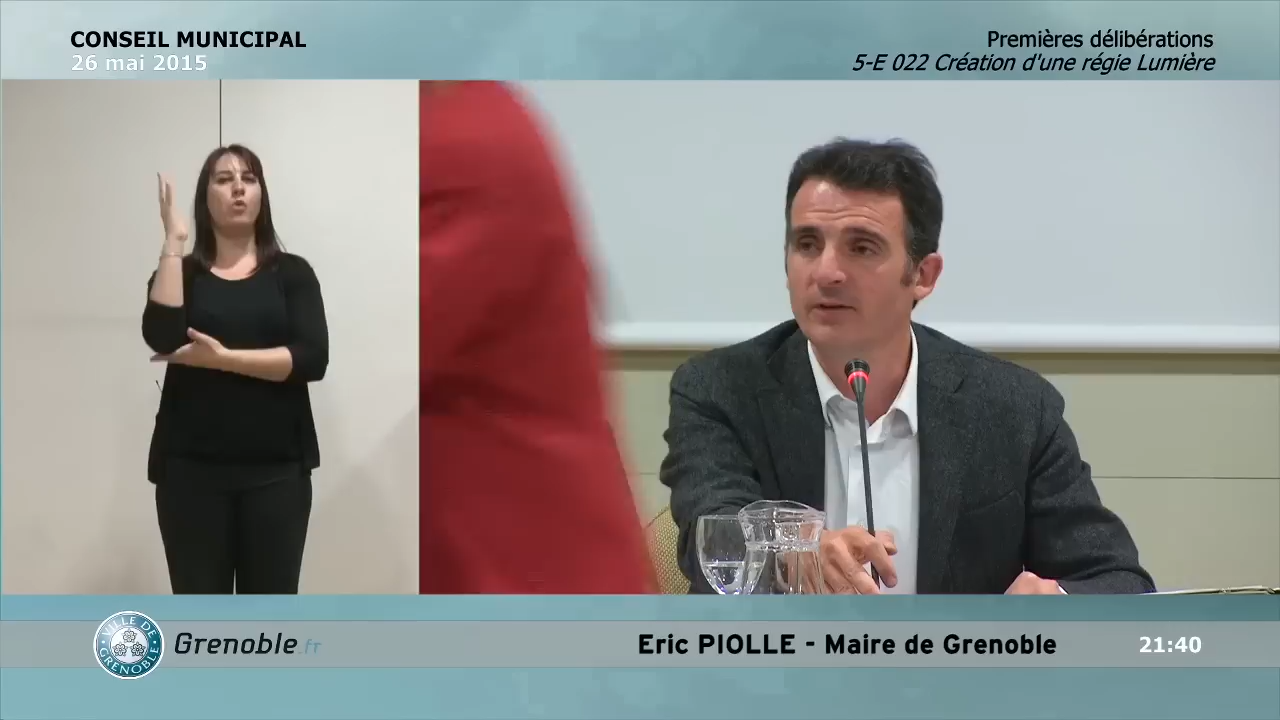 CONSEIL MUNICIPAL
26 mai 2015
Premières délibérations
5-E 022 Création d'une régie Lumière
VILLE DE GRENOBLE
Grenoble.fr
Eric PIOLLE - Maire de Grenoble
21:40